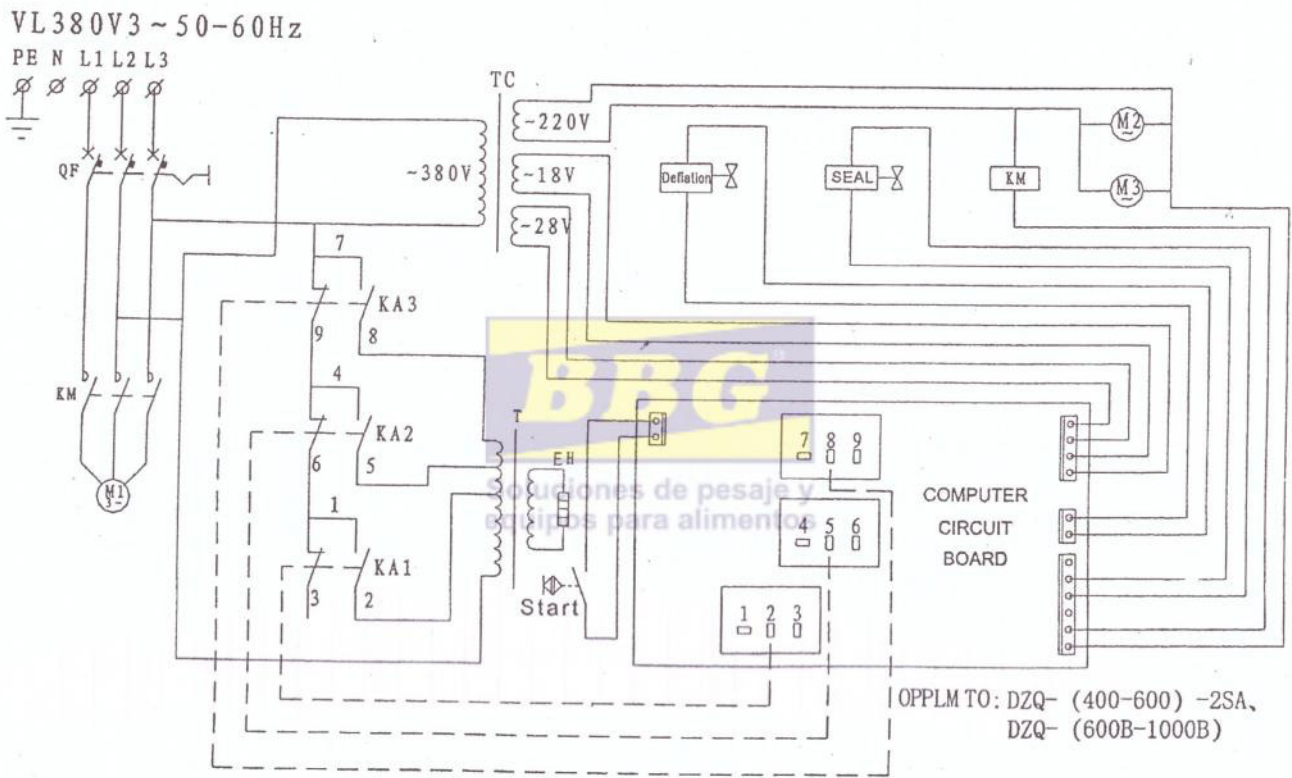 VL380V3~50-60Hz
PE N L1 L2 L3
TC
~220V
M2
QF
~380V
~18V
Deflation
SEAL
KM
M3
~28V
7
KA3
9
8
BBG®
4
KM
KA2
T
7 8 9
6
5
EH
Soluciones de pesaje y
equipos para alimentos
COMPUTER
CIRCUIT
BOARD
M1
3~
1
4 5 6
KA1
3
2
Start
1 2 3
OPPLM TO: DZQ- (400-600) -2SA、
DZQ- (600B-1000B)